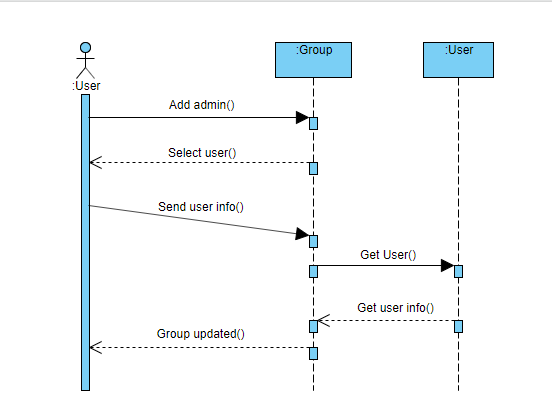 :Group
:User
:User
Add admin()
Select user()
Send user info()
Get User()
Get user info()
Group updated()